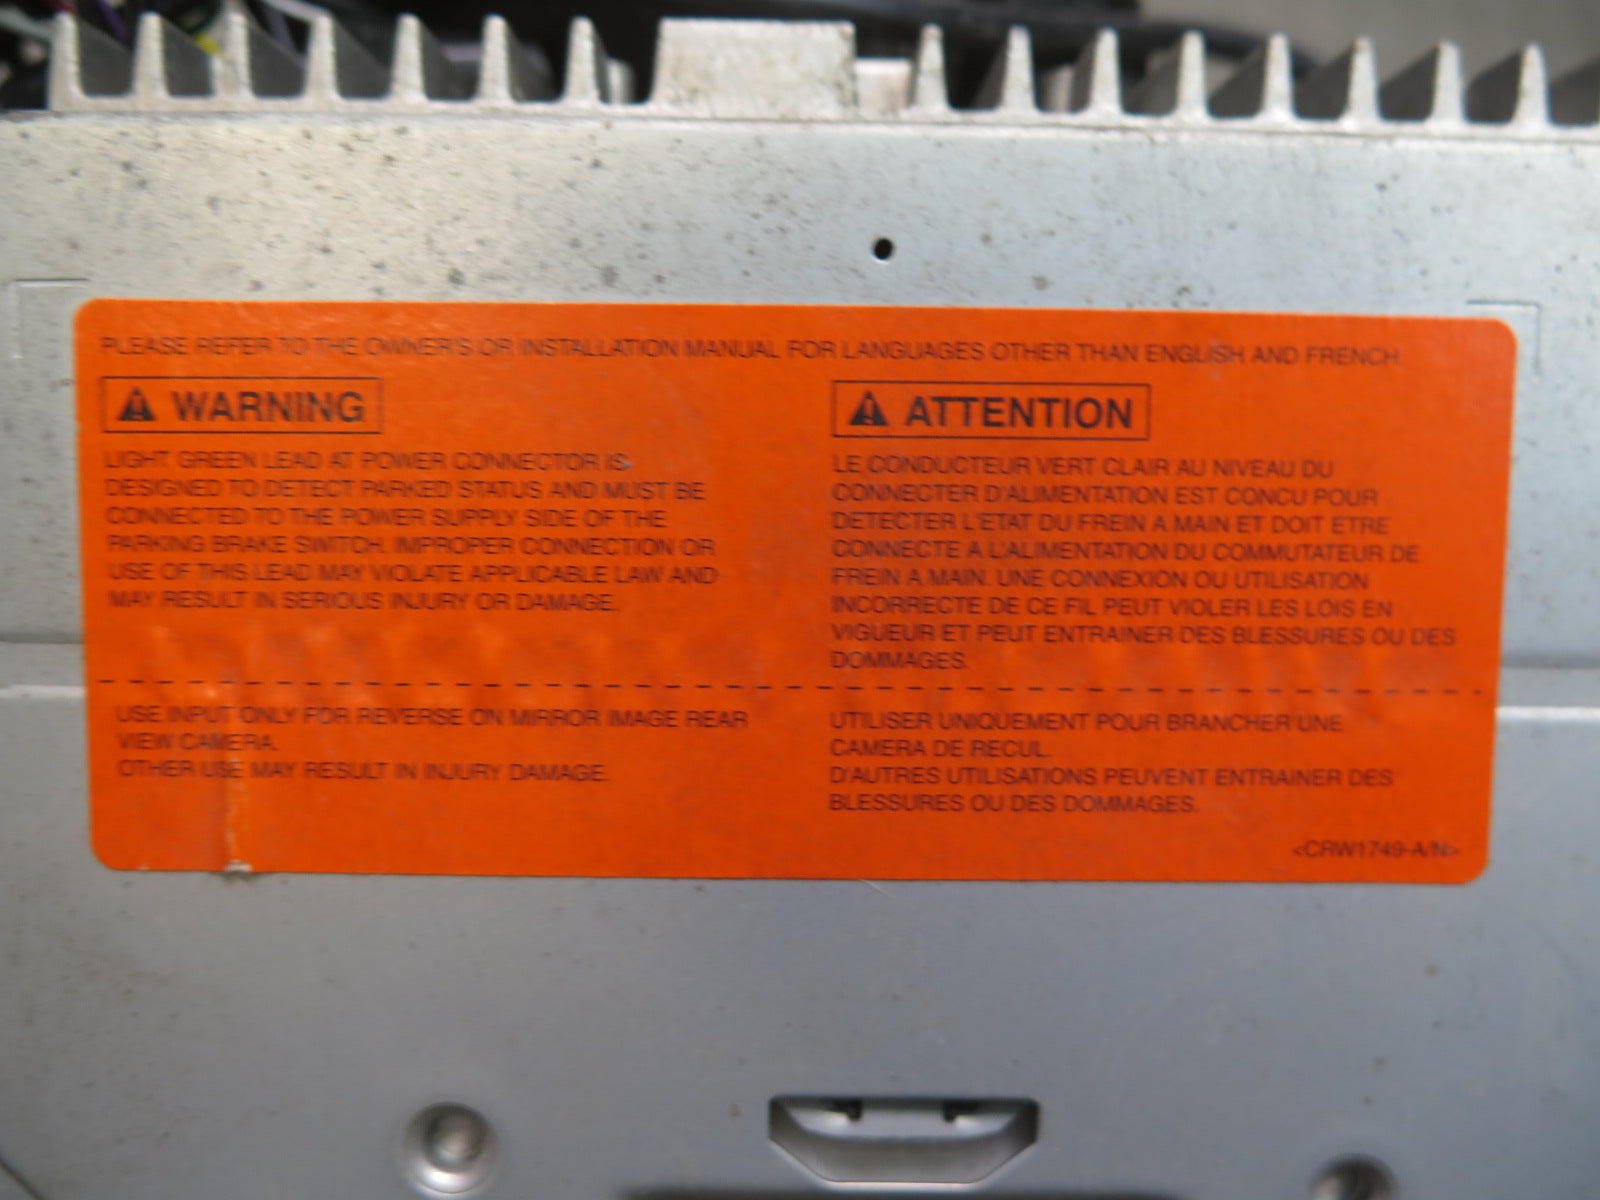 PLEASE REFER TO THE OWNER'S OR INSTALLATION MANUAL FOR LANGUAGES OTHER THAN ENGLISH AND FRENCH.
WARNING
LIGHT GREEN LEAD AT POWER CONNECTOR IS
DESIGNED TO DETECT PARKED STATUS AND MUST BE
CONNECTED TO THE POWER SUPPLY SIDE OF THE
PARKING BRAKE SWITCH. IMPROPER CONNECTION OR
USE OF THIS LEAD MAY VIOLATE APPLICABLE LAW AND
MAY RESULT IN SERIOUS INJURY OR DAMAGE.
USE INPUT ONLY FOR REVERSE ON MIRROR IMAGE REAR
VIEW CAMERA.
OTHER USE MAY RESULT IN INJURY DAMAGE.
ATTENTION
LE CONDUCTEUR VERT CLAIR AU NIVEAU DU
CONNECTER D'ALIMENTATION EST CONCU POUR
DETECTER L'ETAT DU FREIN A MAIN ET DOIT ETRE
CONNECTE A L'ALIMENTATION DU COMMUTATEUR DE
FREIN A MAIN. UNE CONNEXION OU UTILISATION
INCORRECTE DE CE FIL PEUT VIOLER LES LOIS EN
VIGUEUR ET PEUT ENTRAINER DES BLESSURES OU DES
DOMMAGES.
UTILISER UNIQUEMENT POUR BRANCHER UNE
CAMERA DE RECUL.
D'AUTRES UTILISATIONS PEUVENT ENTRAINER DES
BLESSURES OU DES DOMMAGES.
<CRW1749-A/N>